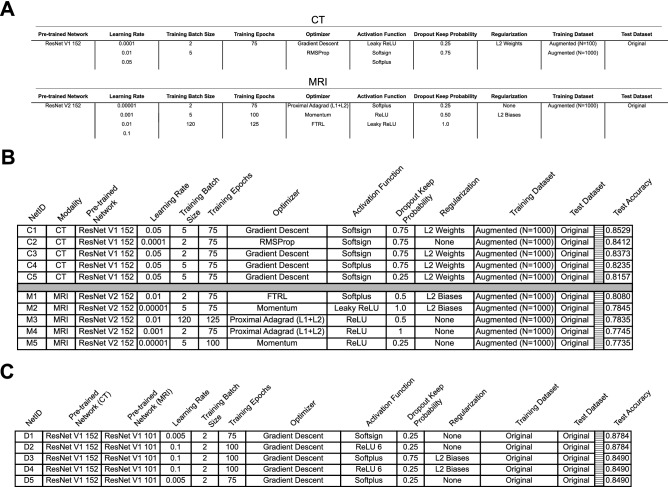 A
CT
Pre-trained Network Learning Rate Training Batch Size Training Epochs Optimizer Activation Function Dropout Keep Probability Regularization Training Dataset Test Dataset
ResNet V1 152 0.0001 2 75 Gradient Descent Leaky ReLU 0.25 L2 Weights Augmented (N=100) Original
0.01 5 RMSProp Softsign 0.75 Augmented (N=1000)
0.05 Softplus
MRI
Pre-trained Network Learning Rate Training Batch Size Training Epochs Optimizer Activation Function Dropout Keep Probability Regularization Training Dataset Test Dataset
ResNet V2 152 0.00001 2 75 Proximal Adagrad (L1+L2) Softplus 0.25 None Augmented (N=1000) Original
0.001 5 100 Momentum ReLU 0.50 L2 Biases
0.01 120 125 FTRL Leaky ReLU 1.0
0.1
B
NetID Modality Pre-trained Network Learning Rate Training Batch Size Training Epochs Optimizer Activation Function Dropout Keep Probability Regularization Training Dataset Test Dataset Test Accuracy
C1 CT ResNet V1 152 0.05 5 75 Gradient Descent Softsign 0.75 L2 Weights Augmented (N=1000) Original 0.8529
C2 CT ResNet V1 152 0.0001 2 75 RMSProp Softsign 0.75 None Augmented (N=1000) Original 0.8412
C3 CT ResNet V1 152 0.05 2 75 Gradient Descent Softplus 0.75 L2 Weights Augmented (N=1000) Original 0.8373
C4 CT ResNet V1 152 0.05 5 75 Gradient Descent Softplus 0.75 L2 Weights Augmented (N=1000) Original 0.8235
C5 CT ResNet V1 152 0.05 5 75 Gradient Descent Softsign 0.25 L2 Weights Augmented (N=1000) Original 0.8157
M1 MRI ResNet V2 152 0.01 2 75 FTRL Softplus 0.5 L2 Biases Augmented (N=1000) Original 0.8080
M2 MRI ResNet V2 152 0.00001 5 75 Momentum Leaky ReLU 1.0 L2 Biases Augmented (N=1000) Original 0.7845
M3 MRI ResNet V2 152 0.01 120 125 Proximal Adagrad (L1+L2) ReLU 0.5 None Augmented (N=1000) Original 0.7835
M4 MRI ResNet V2 152 0.001 2 75 Proximal Adagrad (L1+L2) ReLU 1 None Augmented (N=1000) Original 0.7745
M5 MRI ResNet V2 152 0.00001 5 100 Momentum ReLU 0.25 None Augmented (N=1000) Original 0.7735
C
NetID Pre-trained Network (CT) Pre-trained Network (MRI) Learning Rate Training Batch Size Training Epochs Optimizer Activation Function Dropout Keep Probability Regularization Training Dataset Test Dataset Test Accuracy
D1 ResNet V1 152 ResNet V1 101 0.005 2 75 Gradient Descent Softsign 0.25 None Original Original 0.8784
D2 ResNet V1 152 ResNet V1 101 0.1 2 100 Gradient Descent ReLU 6 0.25 None Original Original 0.8784
D3 ResNet V1 152 ResNet V1 101 0.1 2 100 Gradient Descent Softplus 0.75 L2 Biases Original Original 0.8490
D4 ResNet V1 152 ResNet V1 101 0.1 2 100 Gradient Descent ReLU 6 0.25 L2 Biases Original Original 0.8490
D5 ResNet V1 152 ResNet V1 101 0.005 2 75 Gradient Descent Softplus 0.25 None Original Original 0.8490